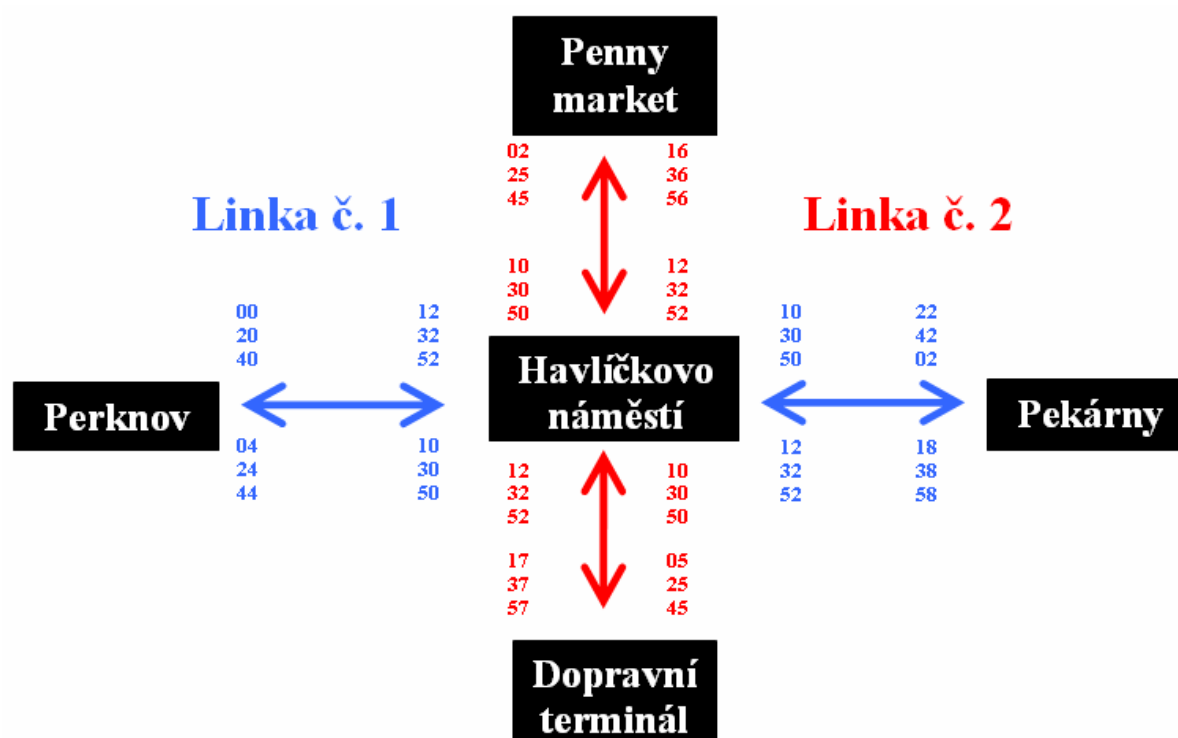 Penny
market
02 16
25 36
45 56
Linka č. 1 Linka č. 2
10 12
30 32
50 52
00 12 10 22
20 32 30 42
40 52 50 02
Havlíčkovo
náměstí
Perknov Pekárny
04 10 12 18
24 30 32 38
44 50 52 58
12 10
32 30
52 50
17 05
37 25
57 45
Dopravní
terminál